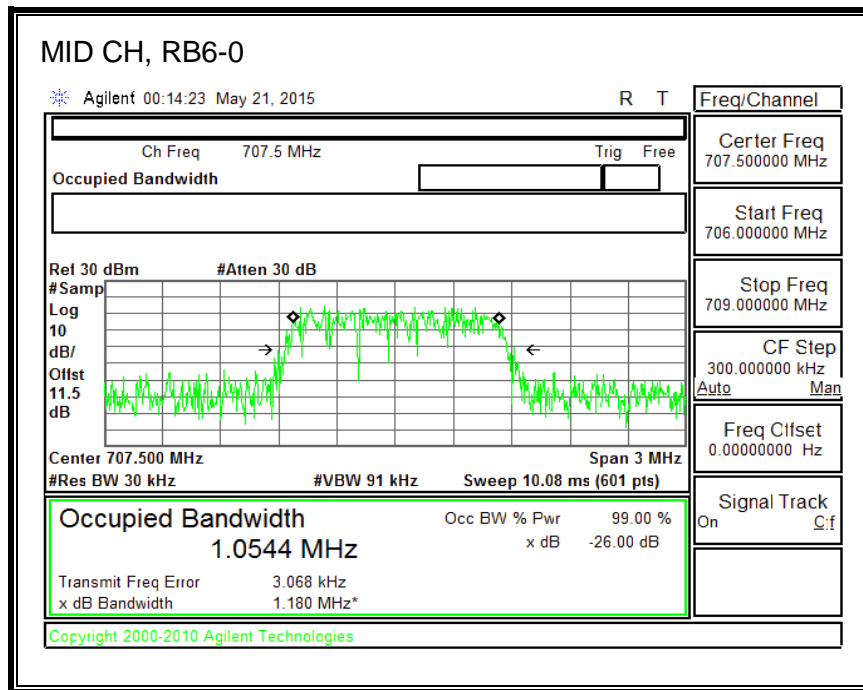 MID CH, RB6-0
Agilent 00:14:23 May 21, 2015 R T
Freq/Channel
Ch Freq 707.5 MHz Trig Free
Occupied Bandwidth
Center Freq
707.500000 MHz
Start Freq
706.000000 MHz
Stop Freq
709.000000 MHz
CF Step
300.000000 kHz
Auto Man
Freq Offset
0.00000000 Hz
Signal Track
On Off
Ref 30 dBm #Atten 30 dB
#Samp
Log
10
dB/
Offst
11.5
dB
Center 707.500 MHz Span 3 MHz
#Res BW 30 kHz #VBW 91 kHz Sweep 10.08 ms (601 pts)
Occupied Bandwidth
1.0544 MHz
Occ BW % Pwr 99.00 %
x dB -26.00 dB
Transmit Freq Error 3.068 kHz
x dB Bandwidth 1.180 MHz*
Copyright 2000-2010 Agilent Technologies